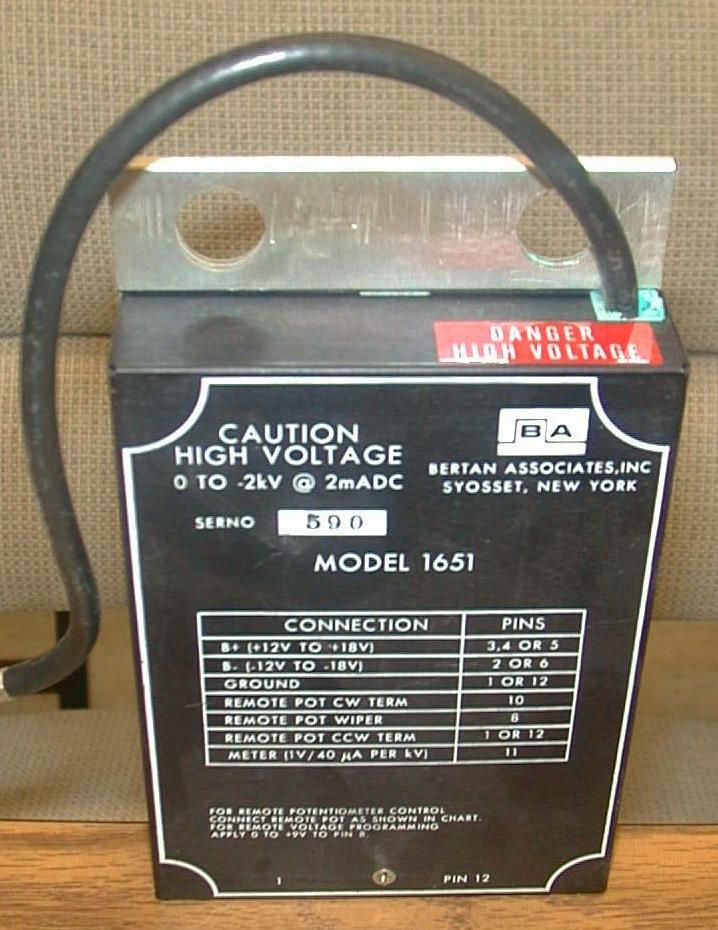 DANGER
HIGH VOLTAGE
CAUTION
HIGH VOLTAGE
0 TO -2kV @ 2mADC
BA
BERTAN ASSOCIATES,INC
SYOSSET, NEW YORK
SERNO 590
MODEL 1651
CONNECTION PINS
B+ (+12V TO +18V) 3,4 OR 5
B- (-12V TO -18V) 2 OR 6
GROUND 1 OR 12
REMOTE POT CW TERM 10
REMOTE POT WIPER 8
REMOTE POT CCW TERM 1 OR 12
METER (1V/40 µA PER kV) 11
FOR REMOTE POTENTIOMETER CONTROL
CONNECT REMOTE POT AS SHOWN IN CHART.
FOR REMOTE VOLTAGE PROGRAMMING
APPLY 0 TO +9V TO PIN 8.
1 PIN 12